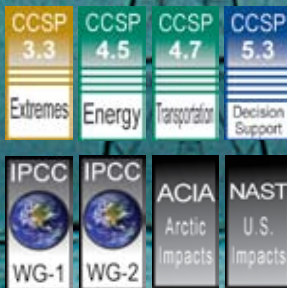 CCSP CCSP CCSP CCSP
3.3 4.5 4.7 5.3
Extremes Energy Transportation Decision
Support
IPCC IPCC ACIA NAST
Arctic U.S.
Impacts Impacts
WG-1 WG-2